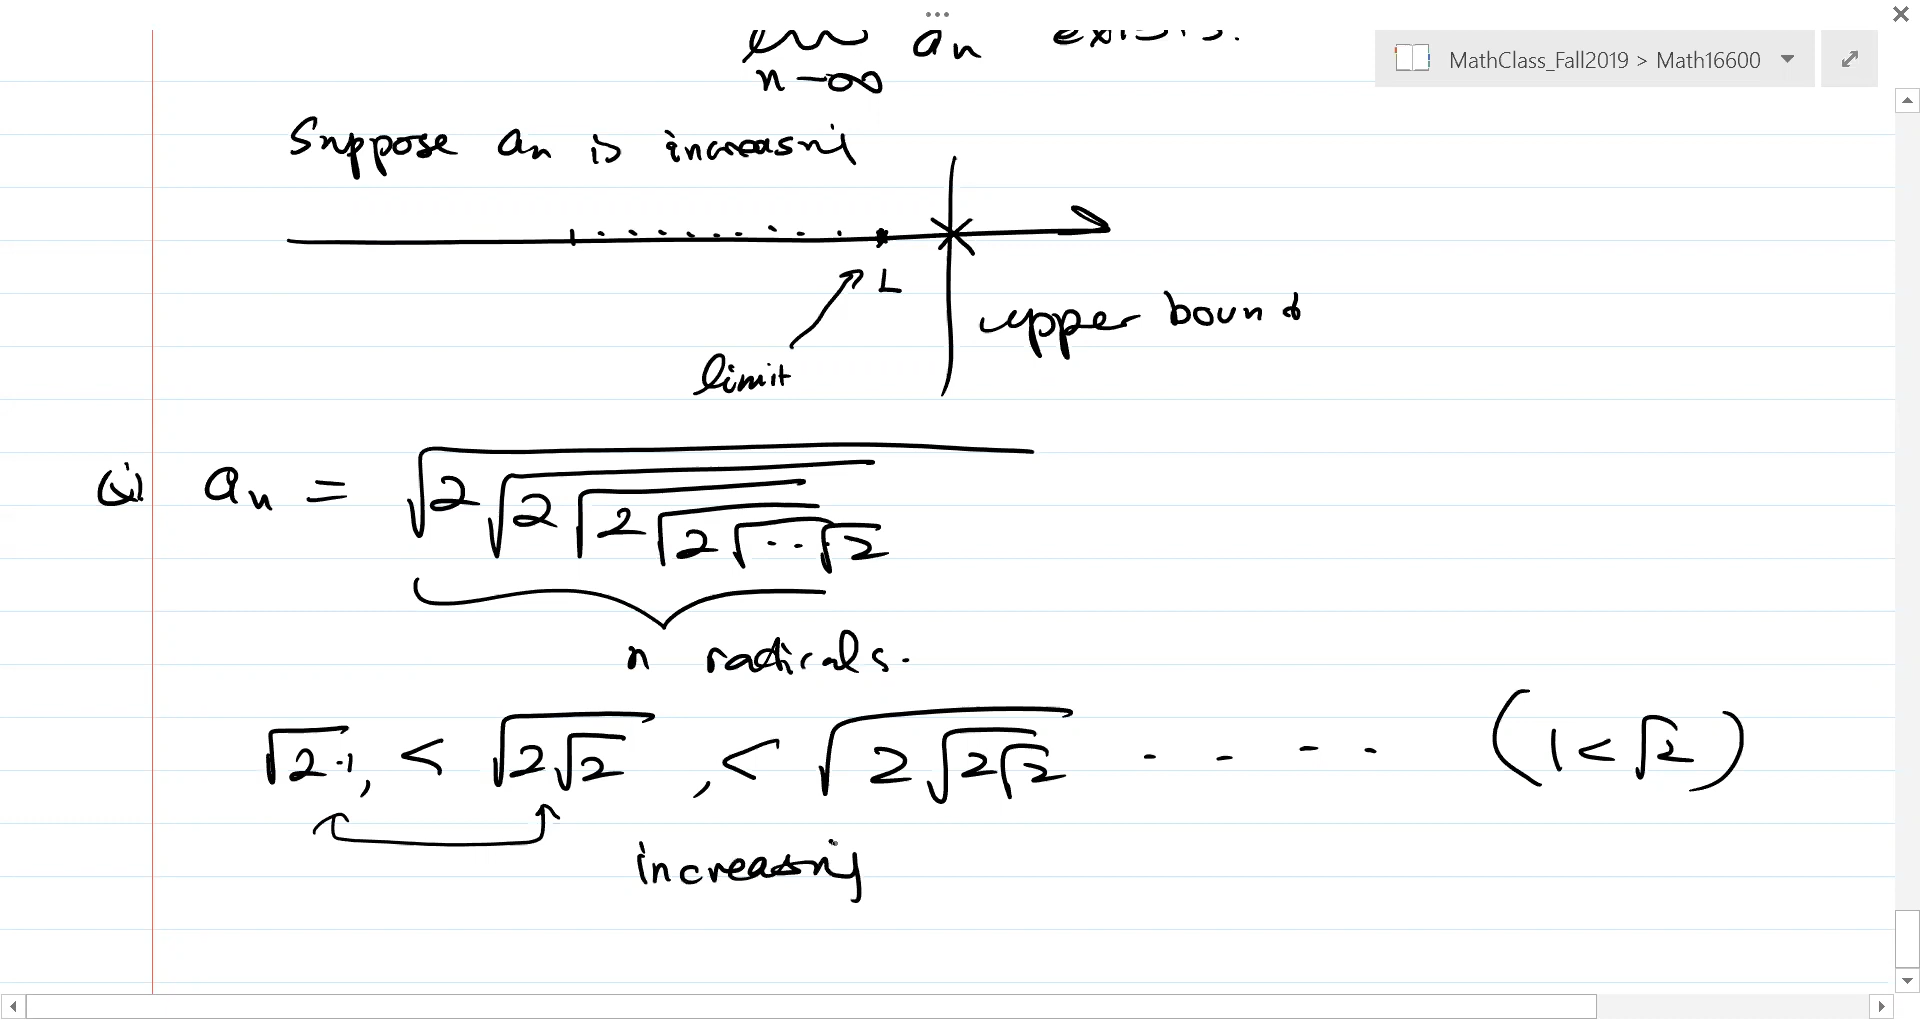 lim a_n exists.
n→∞
MathClass_Fall2019 > Math16600
Suppose a_n is increasing
L
upper bound
limit
(i) a_n = √(2√(2√(2√(2√(··√2)))))
n radicals.
√(2·1), < √(2√2), < √(2√(2√2)) - - - - (1 < √2)
increasing